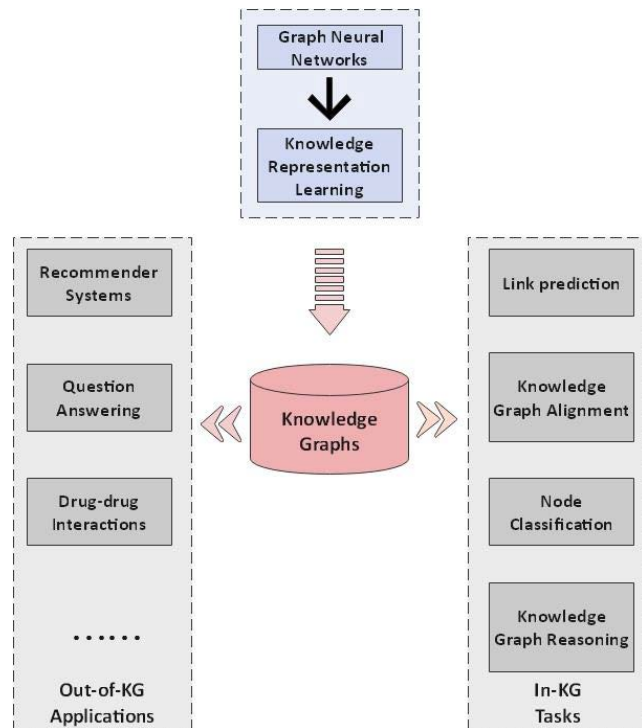 Graph Neural
Networks
Knowledge
Representation
Learning
Recommender
Systems
Question
Answering
Drug-drug
Interactions
......
Out-of-KG
Applications
Knowledge
Graphs
Link prediction
Knowledge
Graph Alignment
Node
Classification
Knowledge
Graph Reasoning
In-KG
Tasks